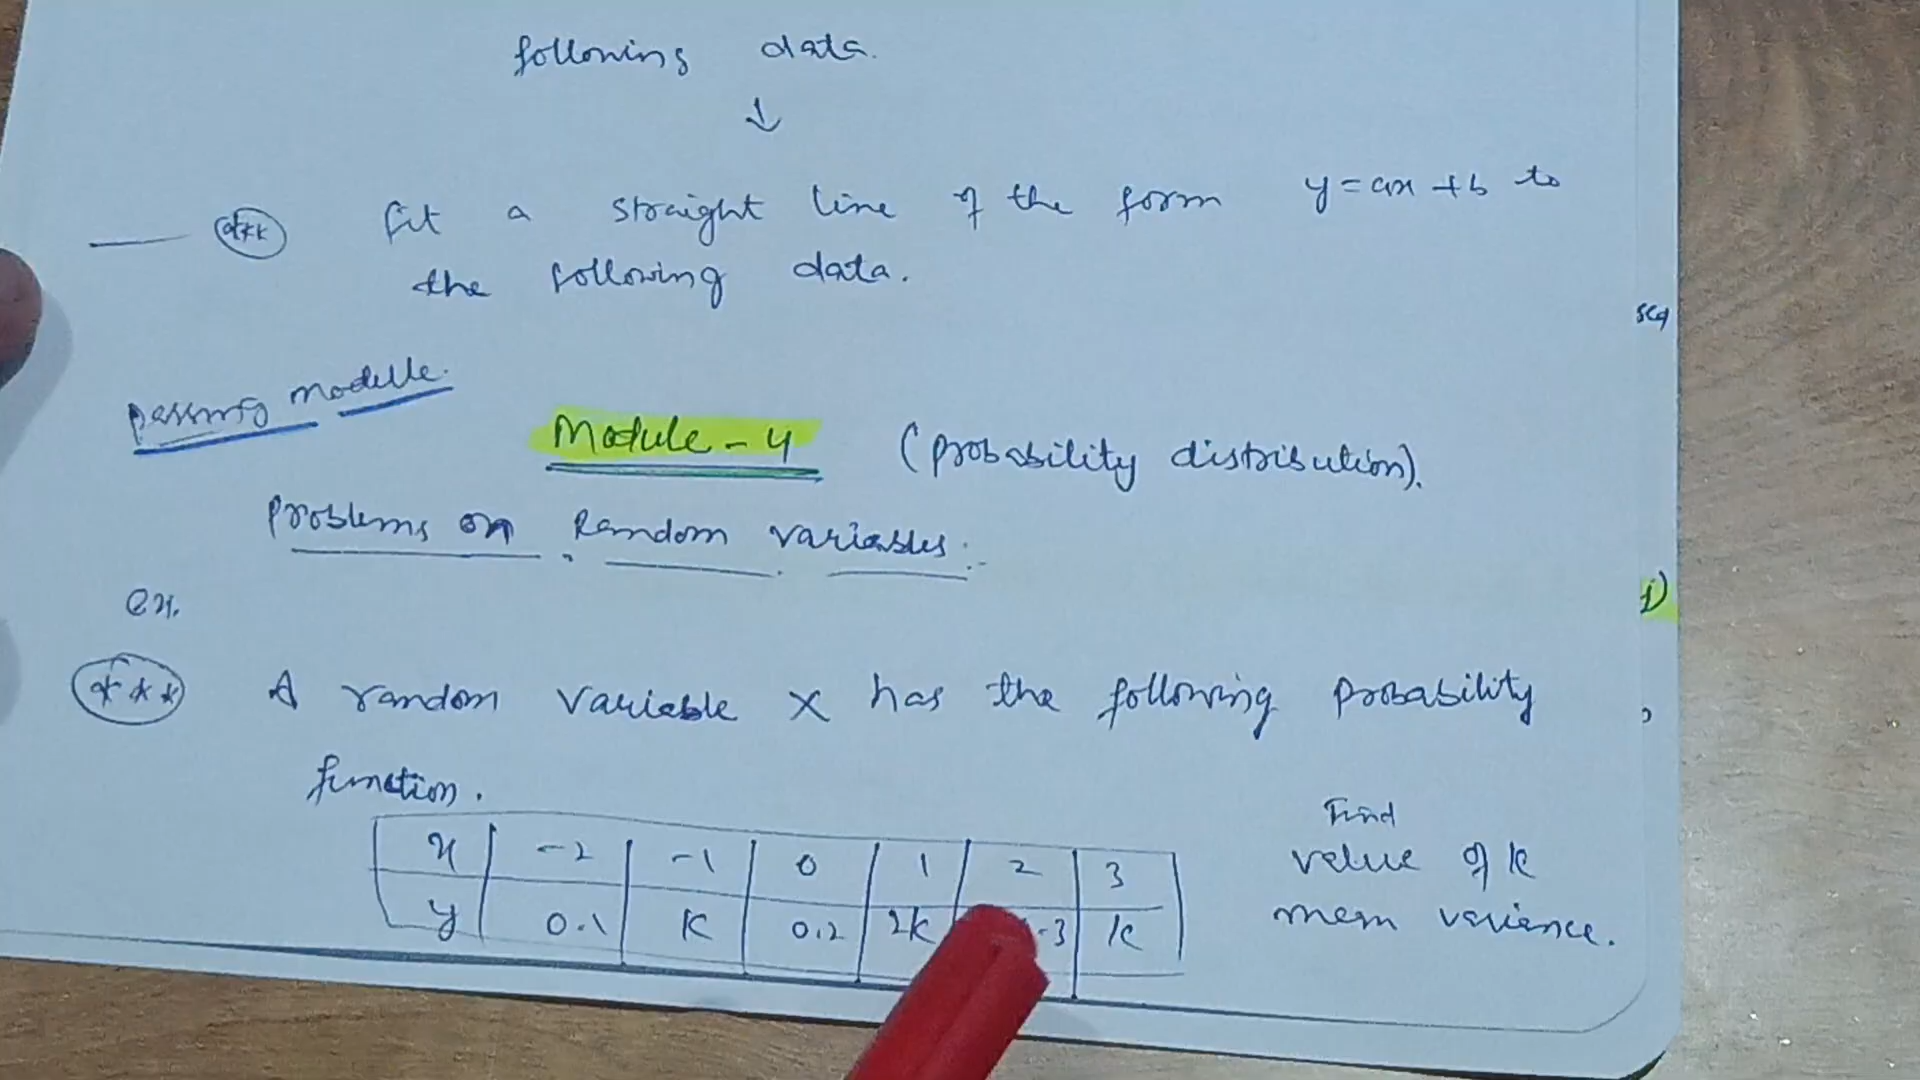 following data.
↓
*** Fit a straight line of the form y = ax + b to
the following data.
passing module.
Module - 4 (probability distribution).
Problems on Random variables :-
ex.
*** A random variable X has the following probability
function.
x | -2 | -1 | 0 | 1 | 2 | 3
y | 0.1 | K | 0.2 | 2k | .3 | k
Find
value of k
mean varience.
i)